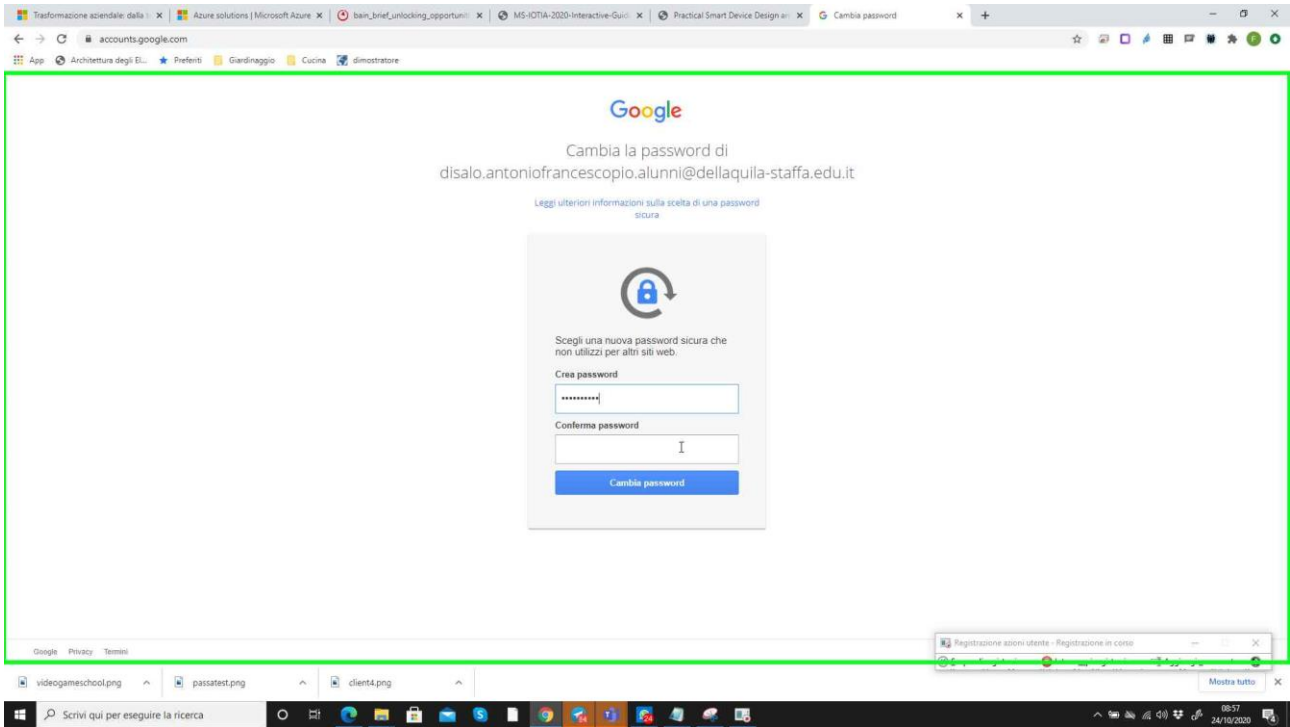 Trasformazione aziendale: dalla
Azure solutions | Microsoft Azure
bain_brief_unlocking_opportuniti
MS-IOTIA-2020-Interactive-Guid
Practical Smart Device Design an
Cambia password
accounts.google.com
App
Architettura degli El...
Preferiti
Giardinaggio
Cucina
dimostratore
Google
Cambia la password di
disalo.antoniofrancescopio.alunni@dellaquila-staffa.edu.it
Leggi ulteriori informazioni sulla scelta di una password
sicura
Scegli una nuova password sicura che
non utilizzi per altri siti web.
Crea password
••••••••••
Conferma password
Cambia password
Registrazione azioni utente - Registrazione in corso
Google Privacy Termini
videogameschool.png
passatest.png
client4.png
Mostra tutto
Scrivi qui per eseguire la ricerca
08:57
24/10/2020